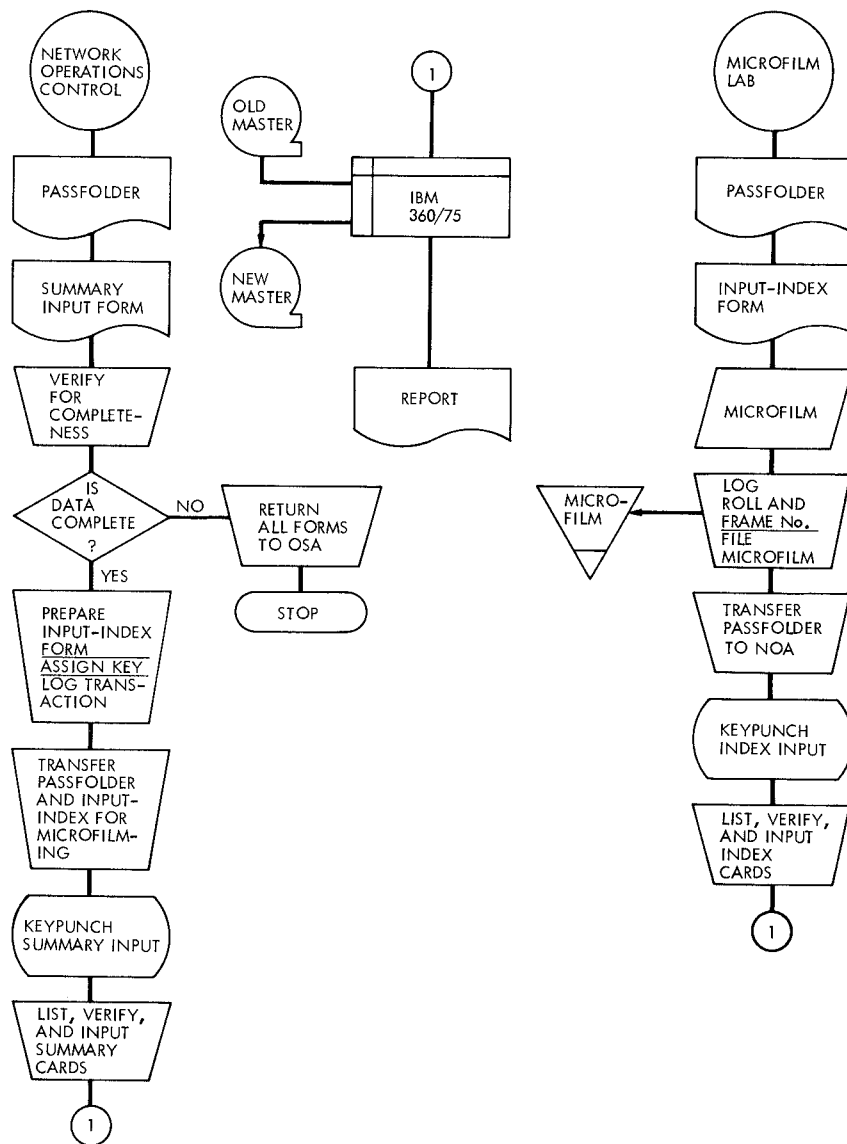 NETWORK
OPERATIONS
CONTROL
PASSFOLDER
SUMMARY
INPUT FORM
VERIFY
FOR
COMPLETE-
NESS
IS
DATA
COMPLETE
?
NO
YES
RETURN
ALL FORMS
TO OSA
STOP
PREPARE
INPUT-INDEX
FORM
ASSIGN KEY
LOG TRANS-
ACTION
TRANSFER
PASSFOLDER
AND INPUT-
INDEX FOR
MICROFILM-
ING
KEYPUNCH
SUMMARY INPUT
LIST, VERIFY,
AND INPUT
SUMMARY
CARDS
1
1
OLD
MASTER
IBM
360/75
NEW
MASTER
REPORT
MICROFILM
LAB
PASSFOLDER
INPUT-INDEX
FORM
MICROFILM
LOG
ROLL AND
FRAME No.
FILE
MICROFILM
MICRO-
FILM
TRANSFER
PASSFOLDER
TO NOA
KEYPUNCH
INDEX INPUT
LIST, VERIFY,
AND INPUT
INDEX
CARDS
1